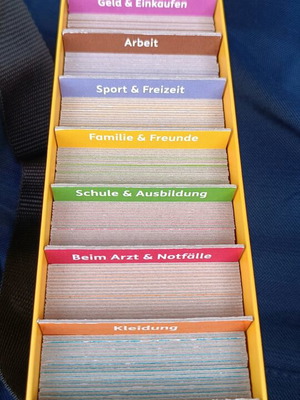 Geld & Einkaufen
Arbeit
Sport & Freizeit
Familie & Freunde
Schule & Ausbildung
Beim Arzt & Notfälle
Kleidung